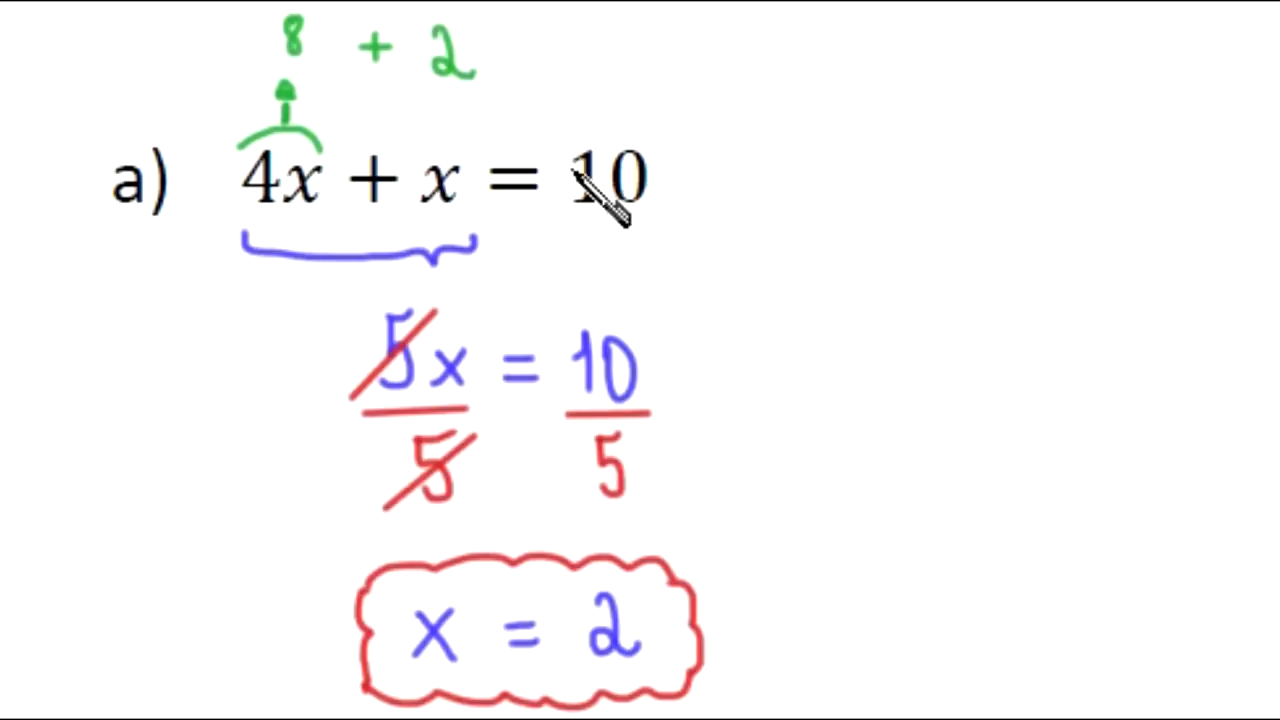 8 + 2
a) 4x + x = 10
5x = 10
5 5
x = 2